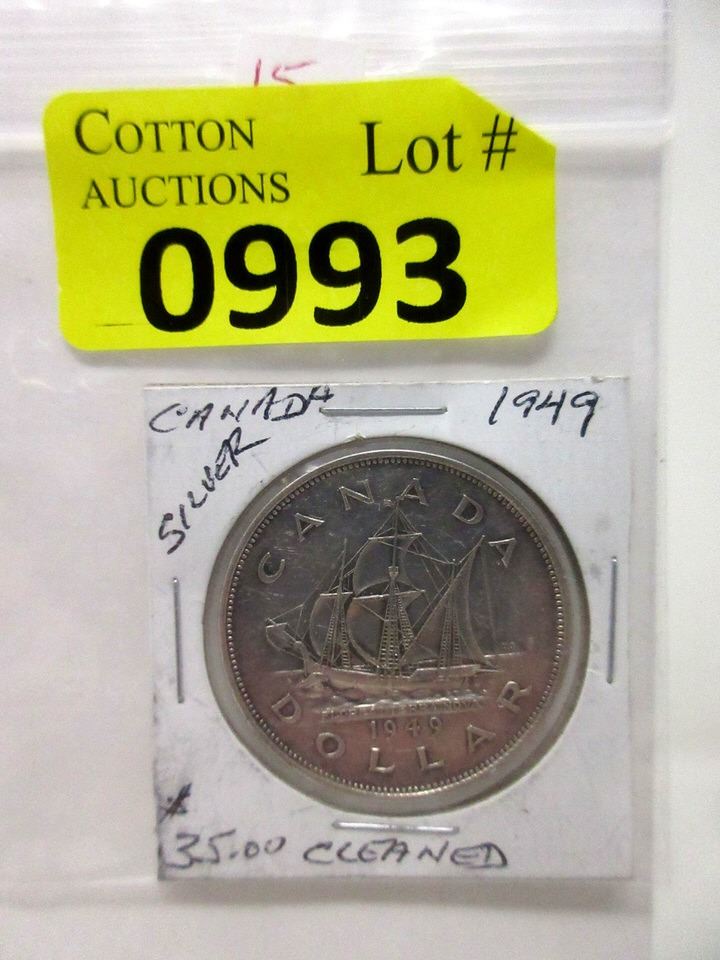 15
COTTON
AUCTIONS
Lot #
0993
CANADA
1949
SILVER
CANADA
1949
DOLLAR
35.00 CLEANED